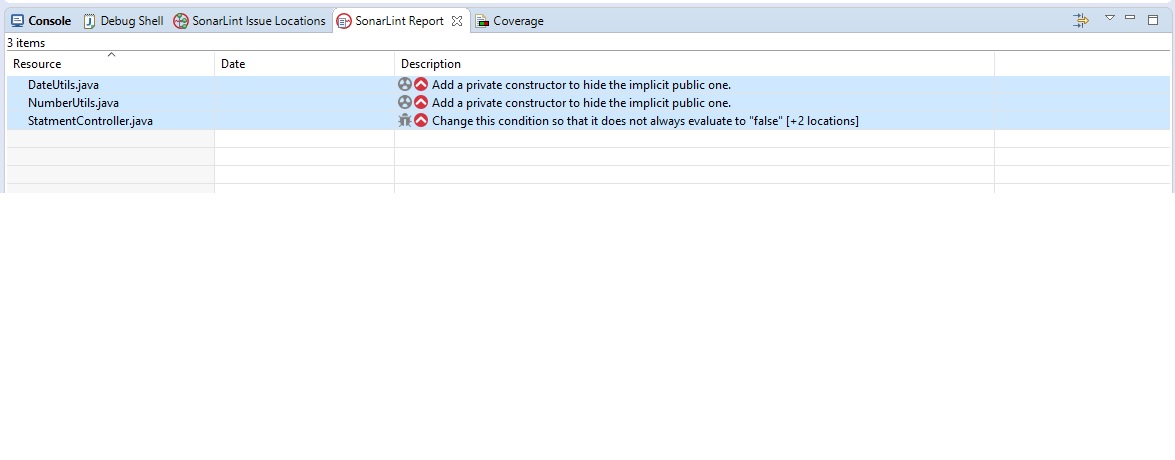 Console Debug Shell SonarLint Issue Locations SonarLint Report Coverage
3 items
Resource Date Description
DateUtils.java Add a private constructor to hide the implicit public one.
NumberUtils.java Add a private constructor to hide the implicit public one.
StatmentController.java Change this condition so that it does not always evaluate to "false" [+2 locations]